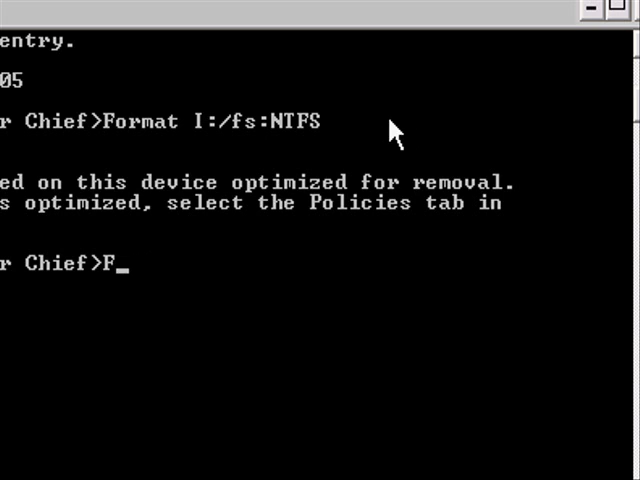 entry.
05
r Chief>Format I:/fs:NTFS
ed on this device optimized for removal.
s optimized, select the Policies tab in
r Chief>F_